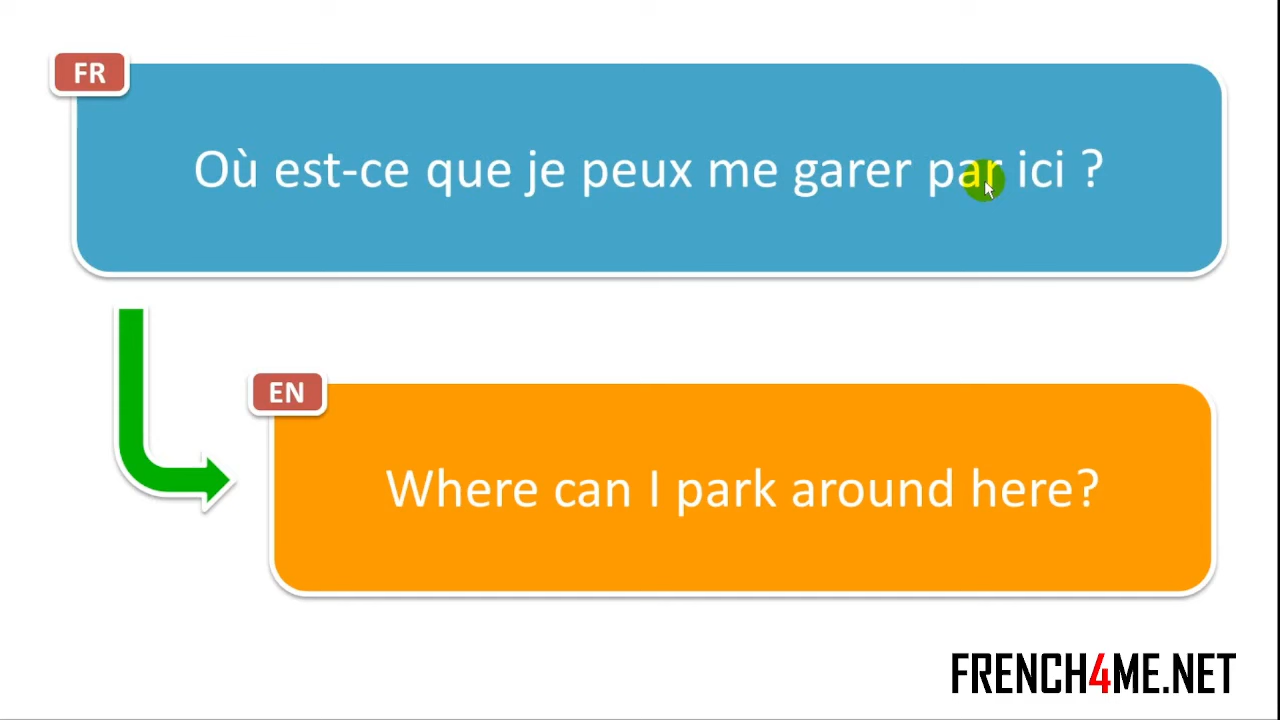 FR
Où est-ce que je peux me garer par ici ?
EN
Where can I park around here?
FRENCH4ME.NET